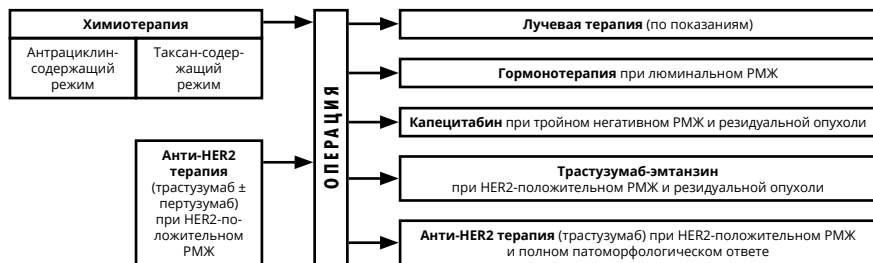 Химиотерапия
Антрациклин-
содержащий
режим
Таксан-содер-
жащий
режим
Анти-HER2
терапия
(трастузумаб ±
пертузумаб)
при HER2-по-
ложительном
РМЖ
ОПЕРАЦИЯ
Лучевая терапия (по показаниям)
Гормонотерапия при люминальном РМЖ
Капецитабин при тройном негативном РМЖ и резидуальной опухоли
Трастузумаб-эмтанзин
при HER2-положительном РМЖ и резидуальной опухоли
Анти-HER2 терапия (трастузумаб) при HER2-положительном РМЖ
и полном патоморфологическом ответе